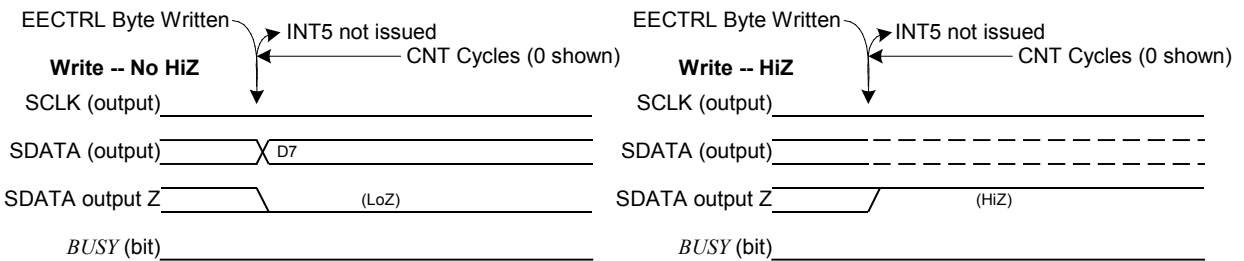 EECTRL Byte Written
INT5 not issued
CNT Cycles (0 shown)
Write -- No HiZ
SCLK (output)
SDATA (output)
D7
SDATA output Z
(LoZ)
BUSY (bit)
EECTRL Byte Written
INT5 not issued
CNT Cycles (0 shown)
Write -- HiZ
SCLK (output)
SDATA (output)
SDATA output Z
(HiZ)
BUSY (bit)